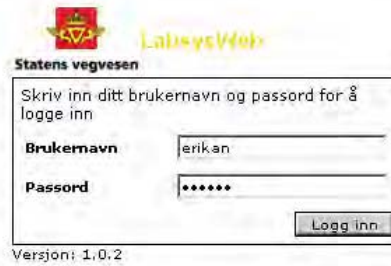 LabsysWeb
Statens vegvesen
Skriv inn ditt brukernavn og passord for å
logge inn
Brukernavn erikan
Passord ••••••
Logg inn
Versjon: 1.0.2